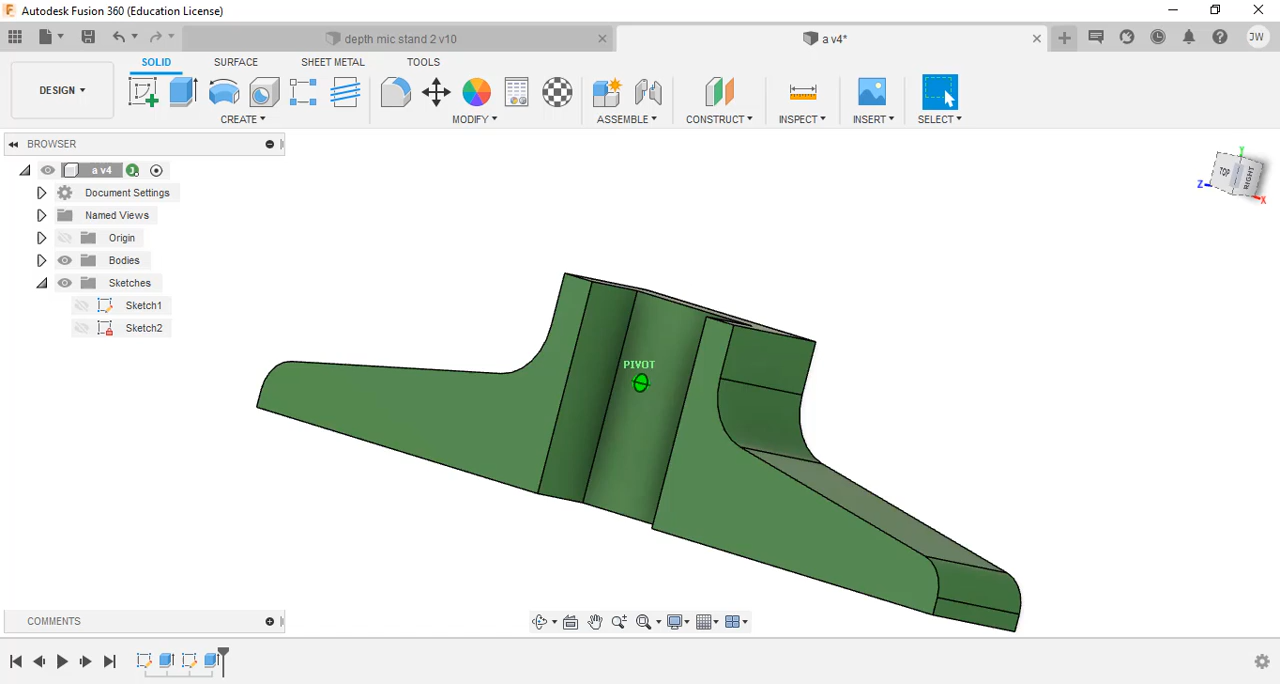 Autodesk Fusion 360 (Education License)
depth mic stand 2 v10
a v4*
JW
DESIGN
SOLID
SURFACE
SHEET METAL
TOOLS
CREATE
MODIFY
ASSEMBLE
CONSTRUCT
INSPECT
INSERT
SELECT
BROWSER
a v4
Document Settings
Named Views
Origin
Bodies
Sketches
Sketch1
Sketch2
PIVOT
Y
TOP
RIGHT
Z
X
COMMENTS